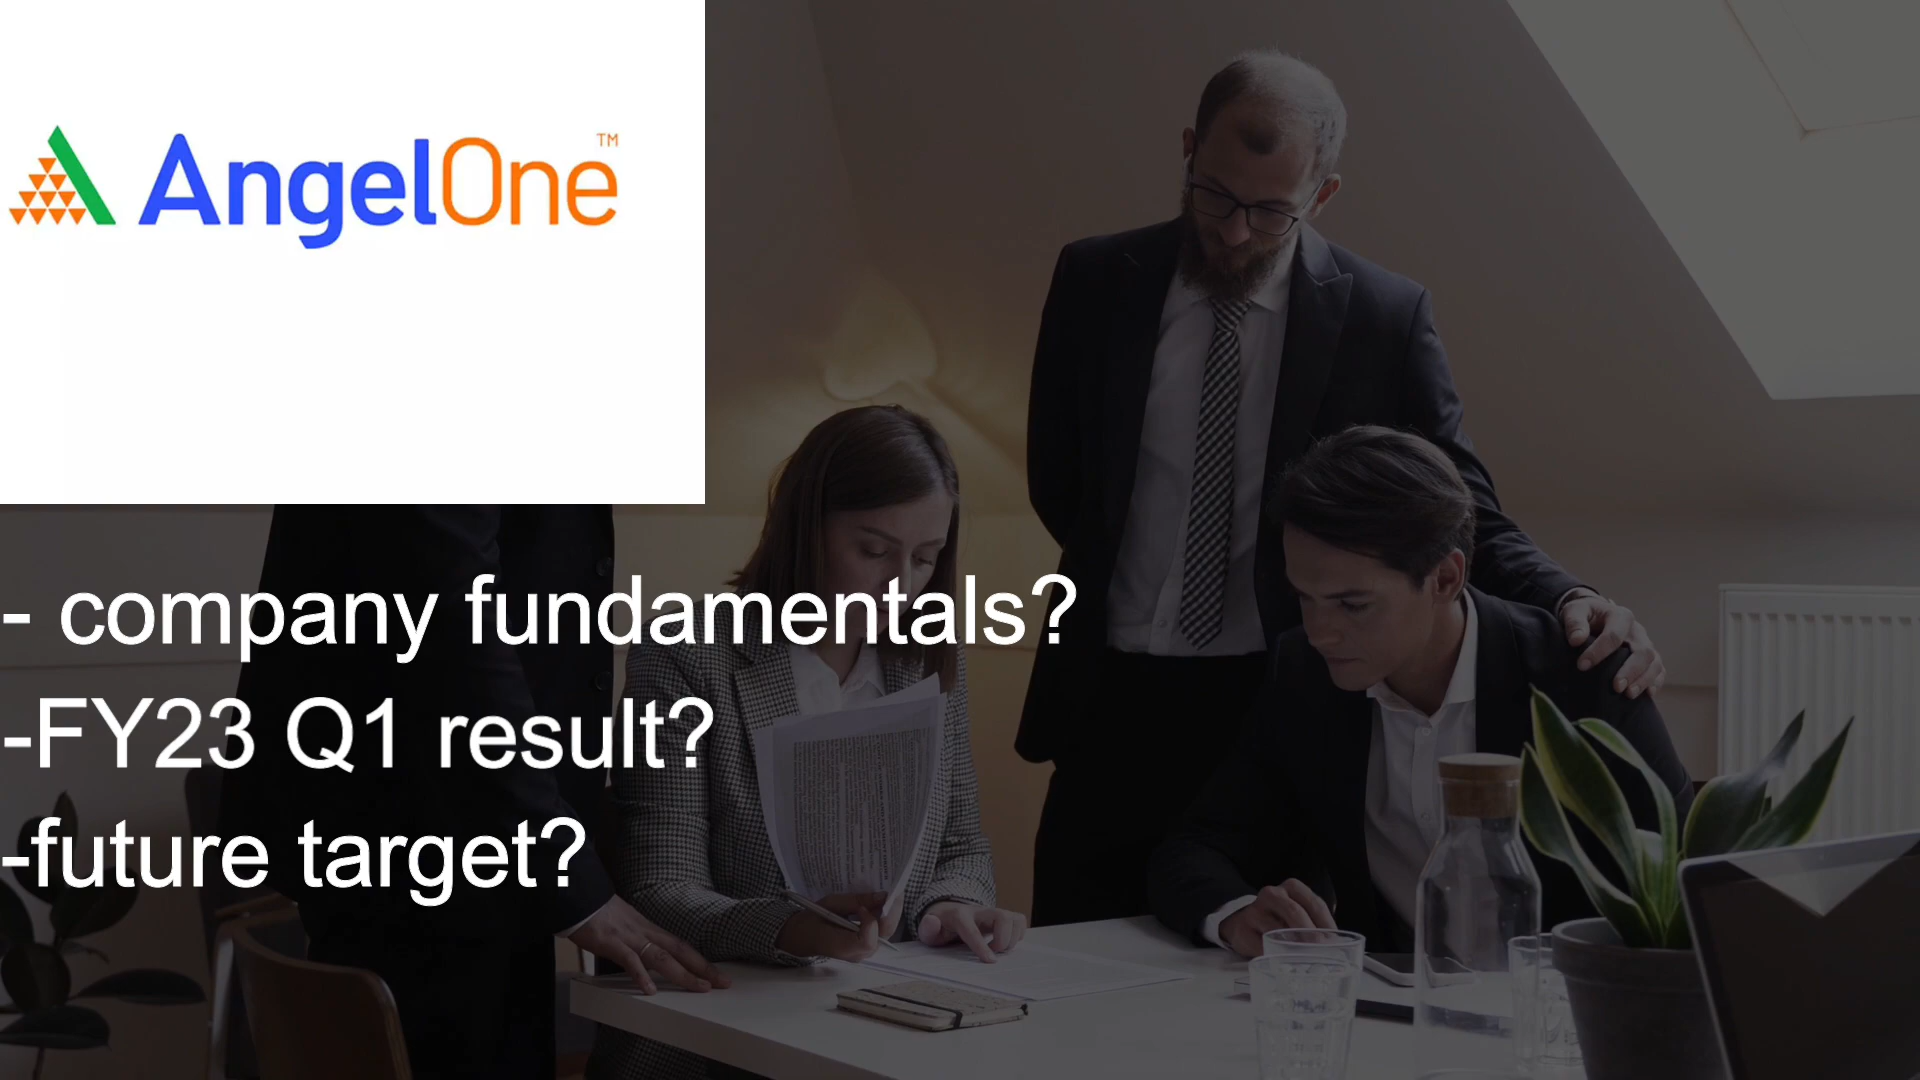 AngelOne™
- company fundamentals?
-FY23 Q1 result?
-future target?